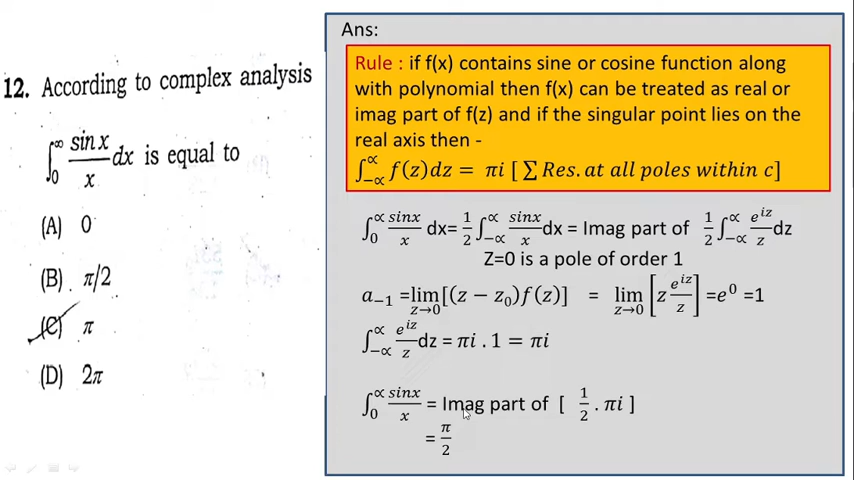 12. According to complex analysis
∫₀^∞ sin x / x dx is equal to
(A) 0
(B) π/2
(C) π
(D) 2π
Ans:
Rule : if f(x) contains sine or cosine function along
with polynomial then f(x) can be treated as real or
imag part of f(z) and if the singular point lies on the
real axis then -
∫_{-∝}^{∝} f(z)dz = πi [ ∑ Res. at all poles within c]
∫₀^∝ sinx/x dx= 1/2 ∫_{-∝}^{∝} sinx/x dx = Imag part of 1/2 ∫_{-∝}^{∝} e^{iz}/z dz
Z=0 is a pole of order 1
a₋₁ = lim_{z→0} [(z − z₀)f(z)] = lim_{z→0} [z e^{iz}/z] =e⁰ =1
∫_{-∝}^{∝} e^{iz}/z dz = πi . 1 = πi
∫₀^∝ sinx/x = Imag part of [ 1/2 . πi ]
= π/2